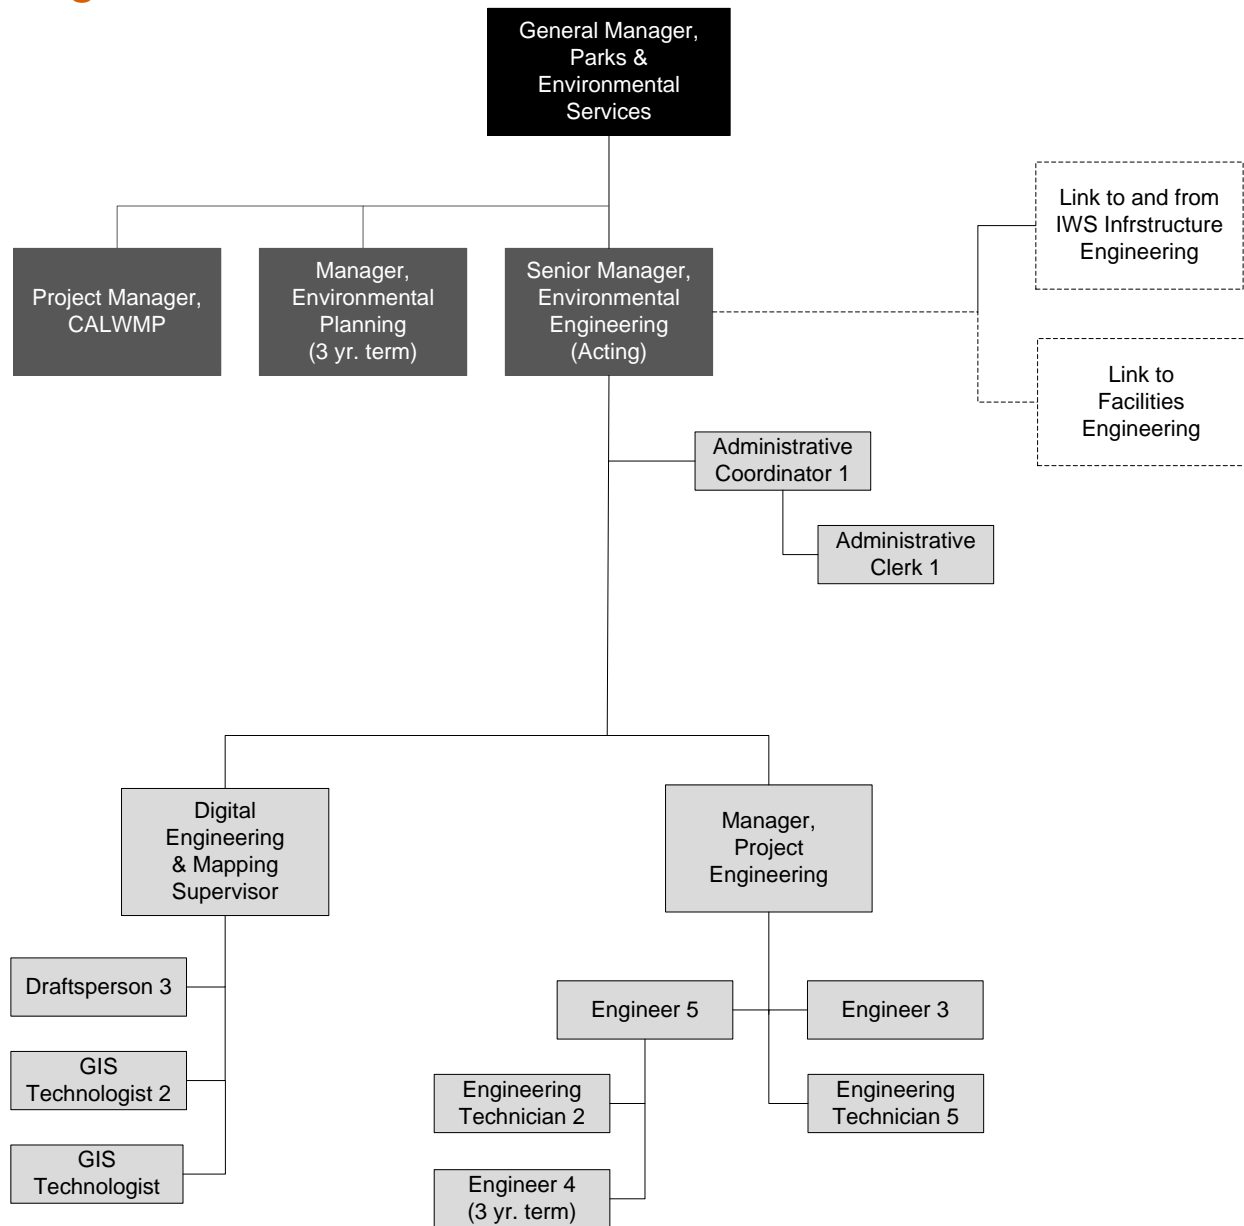 General Manager,
Parks &
Environmental
Services
Link to and from
IWS Infrstructure
Engineering
Project Manager,
CALWMP
Manager,
Environmental
Planning
(3 yr. term)
Senior Manager,
Environmental
Engineering
(Acting)
Link to
Facilities
Engineering
Administrative
Coordinator 1
Administrative
Clerk 1
Digital
Engineering
& Mapping
Supervisor
Manager,
Project
Engineering
Draftsperson 3
GIS
Technologist 2
GIS
Technologist
Engineer 5
Engineer 3
Engineering
Technician 2
Engineering
Technician 5
Engineer 4
(3 yr. term)